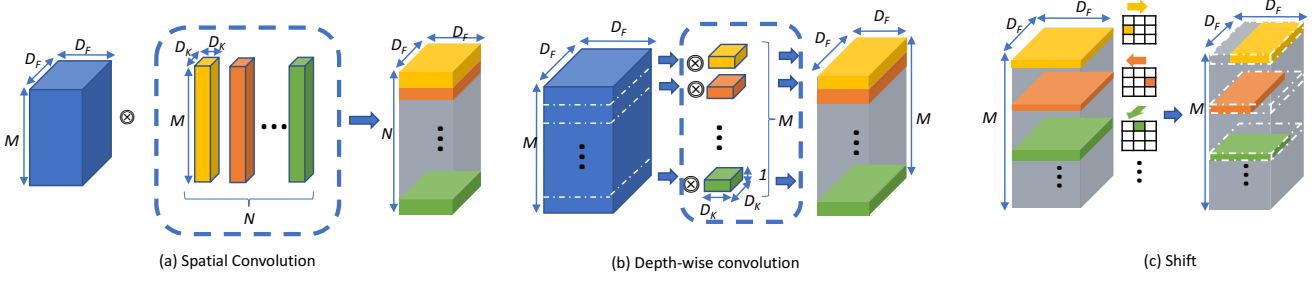 D_F D_F
M
⊗
D_K D_K
M
•••
N
D_F D_F
N
(a) Spatial Convolution
D_F D_F
M
⊗
⊗
⊗
M
1
D_K D_K
D_F D_F
M
(b) Depth-wise convolution
D_F D_F
M
D_F D_F
M
(c) Shift